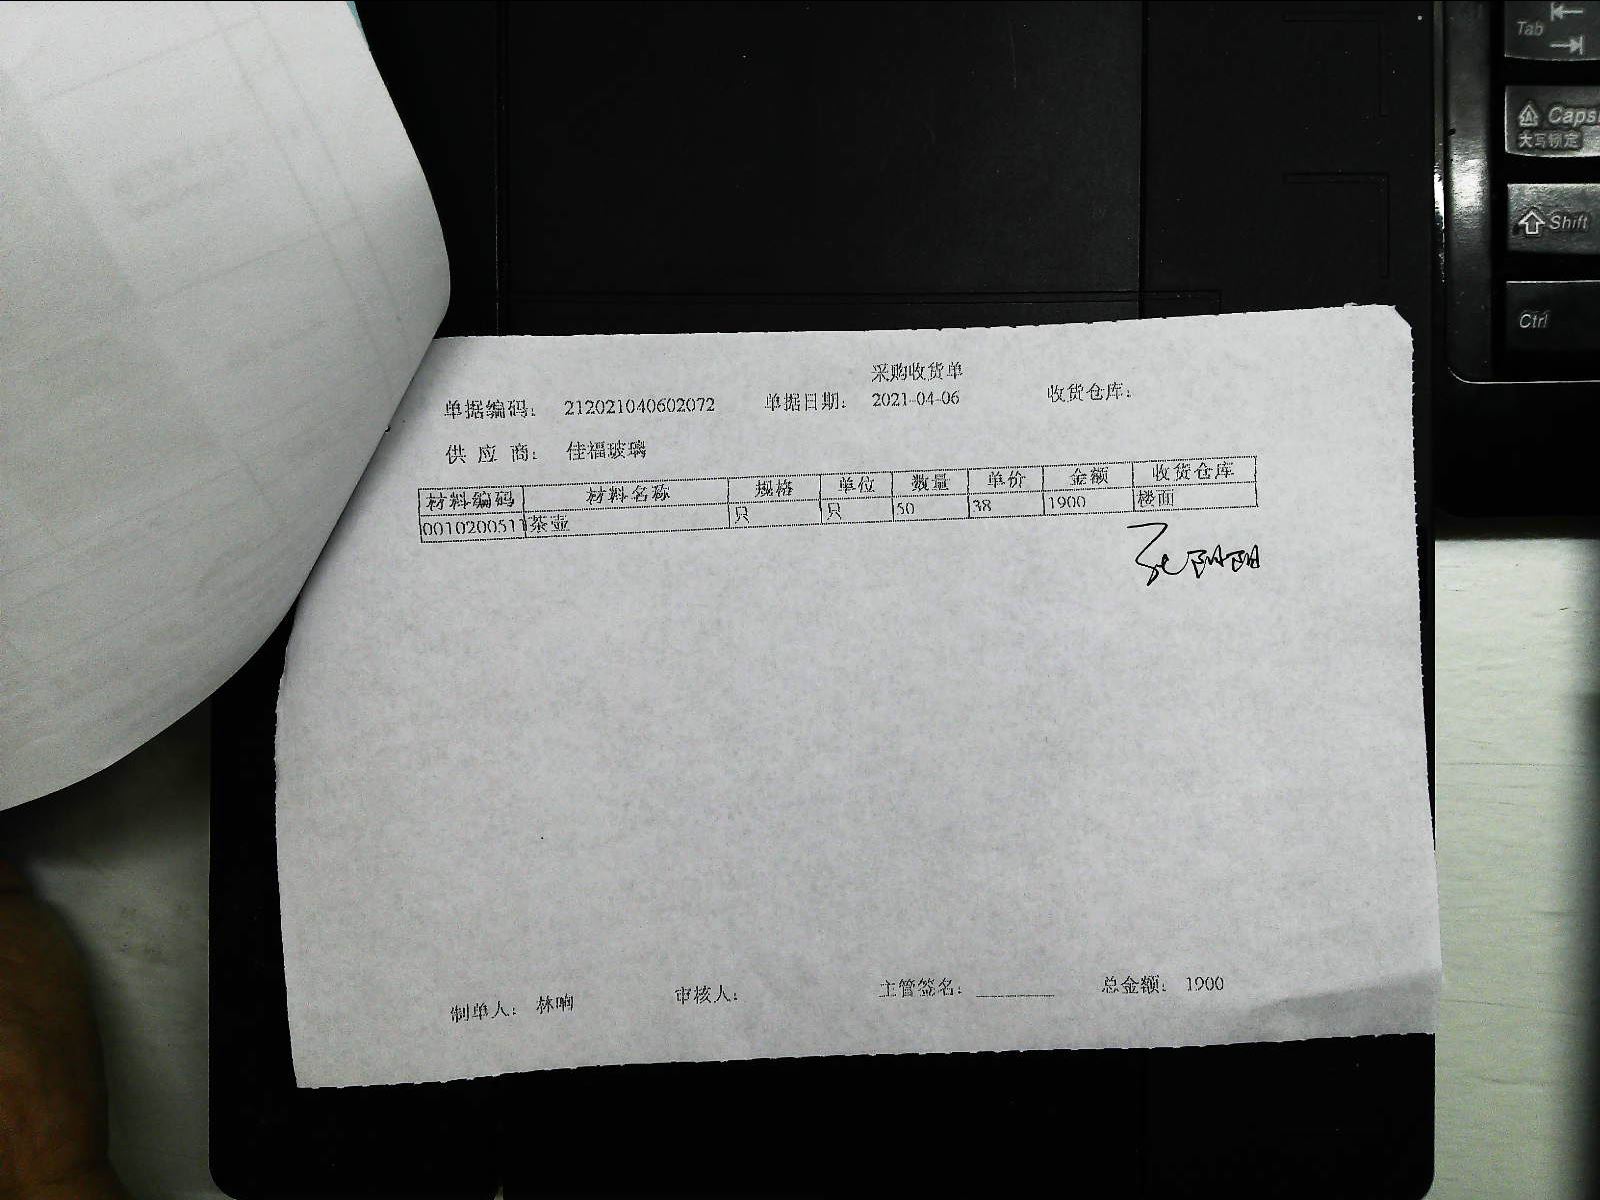 采购收货单
单据编码： 212021040602072 单据日期： 2021-04-06 收货仓库：
供 应 商： 佳福玻璃
材料编码 材料名称 规格 单位 数量 单价 金额 收货仓库
0010200511 茶壶 只 只 50 38 1900 楼面
制单人： 林响 审核人： 主管签名： 总金额： 1900
Tab
Caps
大写锁定
Shift
Ctrl